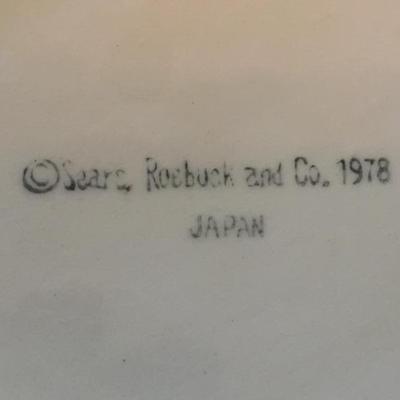 ©Sears, Roebuck and Co. 1978
JAPAN